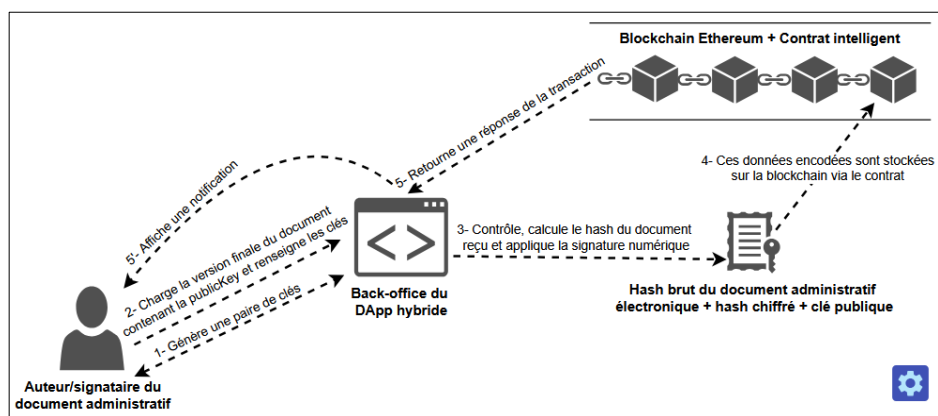 Blockchain Ethereum + Contrat intelligent
5- Retourne une réponse de la transaction
4- Ces données encodées sont stockées
sur la blockchain via le contrat
5'- Affiche une notification
2- Charge la version finale du document
contenant la publicKey et renseigne les clés
3- Contrôle, calcule le hash du document
reçu et applique la signature numérique
1- Génère une paire de clés
Back-office du
DApp hybride
Hash brut du document administratif
électronique + hash chiffré + clé publique
Auteur/signataire du
document administratif